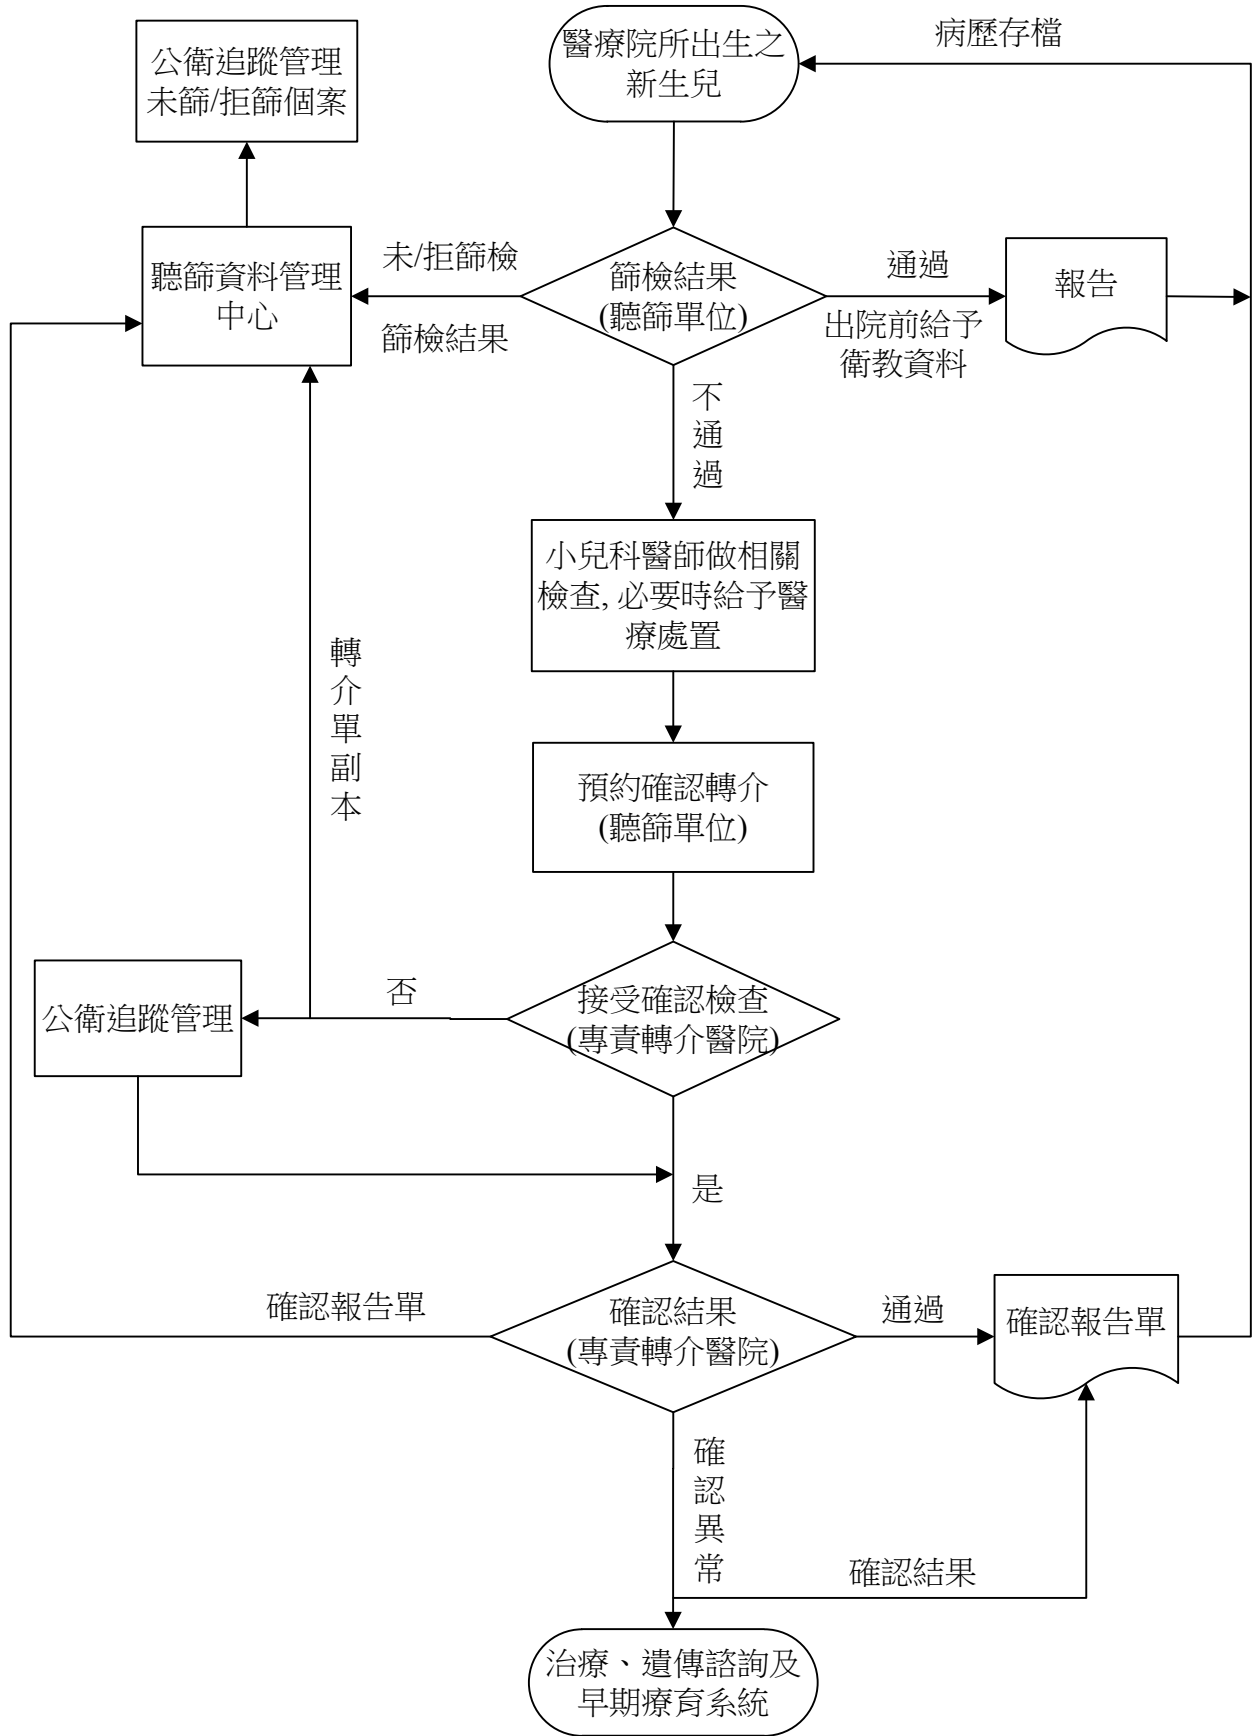 病歷存檔
醫療院所出生之
新生兒
公衛追蹤管理
未篩/拒篩個案
聽篩資料管理
中心
未/拒篩檢
篩檢結果
篩檢結果
(聽篩單位)
通過
出院前給予
衛教資料
報告
不
通
過
小兒科醫師做相關
檢查, 必要時給予醫
療處置
轉
介
單
副
本
預約確認轉介
(聽篩單位)
公衛追蹤管理
否
接受確認檢查
(專責轉介醫院)
是
確認報告單
確認結果
(專責轉介醫院)
通過
確認報告單
確
認
異
常
確認結果
治療、遺傳諮詢及
早期療育系統